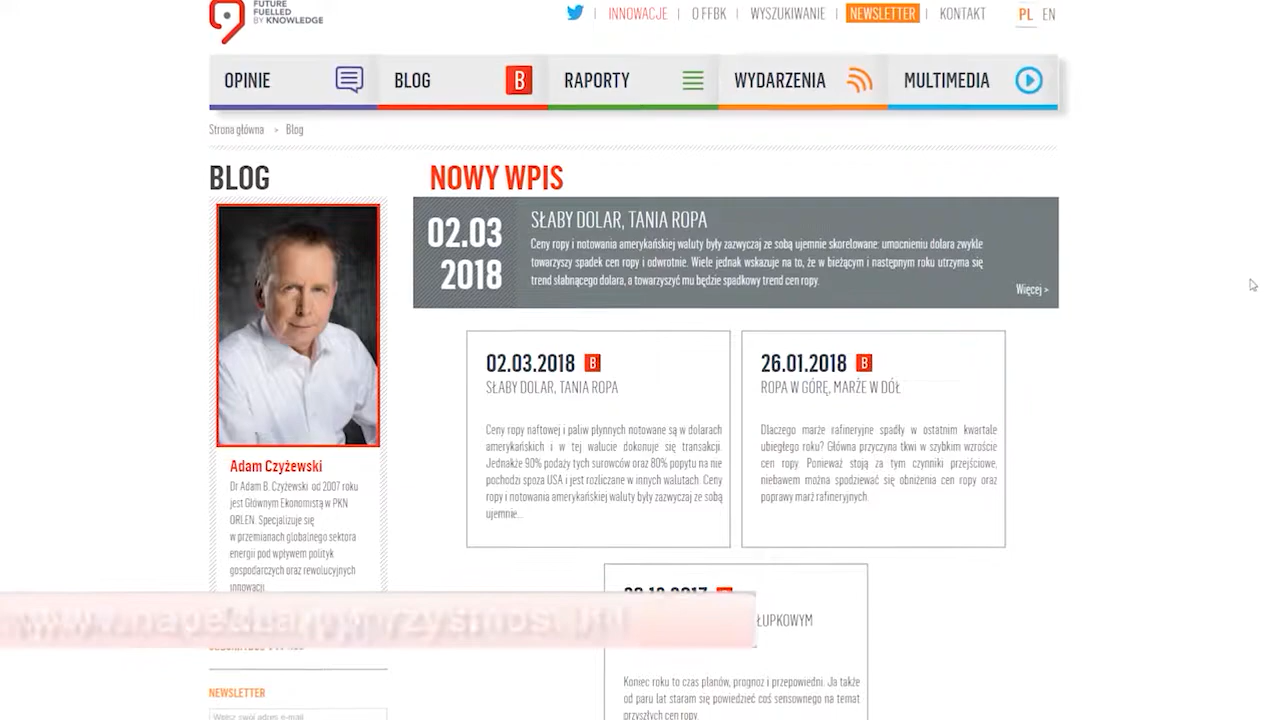 FUTURE
FUELLED
BY KNOWLEDGE
INNOWACJE
O FFBK
WYSZUKIWANIE
NEWSLETTER
KONTAKT
PL EN
OPINIE
BLOG
B
RAPORTY
WYDARZENIA
MULTIMEDIA
Strona główna > Blog
BLOG
Adam Czyżewski
Dr Adam B. Czyżewski od 2007 roku
jest Głównym Ekonomistą w PKN
ORLEN. Specjalizuje się
w przemianach globalnego sektora
energii pod wpływem polityk
gospodarczych oraz rewolucyjnych
innowacji.
NEWSLETTER
Wpisz swój adres e-mail
NOWY WPIS
02.03
2018
SŁABY DOLAR, TANIA ROPA
Ceny ropy i notowania amerykańskiej waluty były zazwyczaj ze sobą ujemnie skorelowane: umocnieniu dolara zwykle
towarzyszy spadek cen ropy i odwrotnie. Wiele jednak wskazuje na to, że w bieżącym i następnym roku utrzyma się
trend słabnącego dolara, a towarzyszyć mu będzie spadkowy trend cen ropy.
Więcej >
02.03.2018 B
SŁABY DOLAR, TANIA ROPA
Ceny ropy naftowej i paliw płynnych notowane są w dolarach
amerykańskich i w tej walucie dokonuje się transakcji.
Jednakże 90% podaży tych surowców oraz 80% popytu na nie
pochodzi spoza USA i jest rozliczane w innych walutach. Ceny
ropy i notowania amerykańskiej waluty były zazwyczaj ze sobą
ujemnie...
26.01.2018 B
ROPA W GÓRĘ, MARŻE W DÓŁ
Dlaczego marże rafineryjne spadły w ostatnim kwartale
ubiegłego roku? Główna przyczyna tkwi w szybkim wzroście
cen ropy. Ponieważ stoją za tym czynniki przejściowe,
niebawem można spodziewać się obniżenia cen ropy oraz
poprawy marż rafineryjnych.
ŁUPKOWYM
Koniec roku to czas planów, prognoz i przepowiedni. Ja także
od paru lat staram się powiedzieć coś sensownego na temat
przyszłych cen ropy.